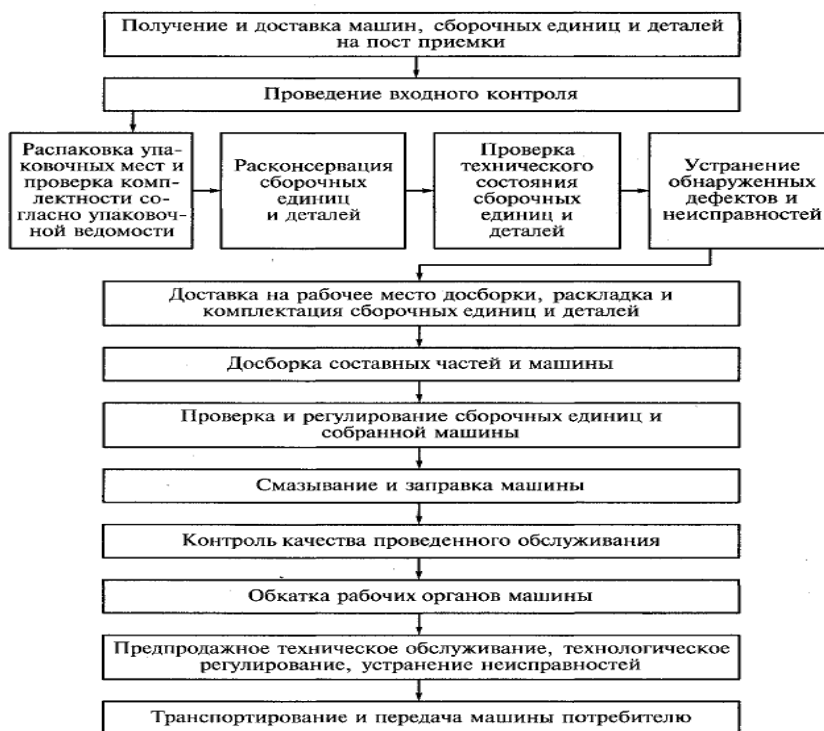 Получение и доставка машин, сборочных единиц и деталей
на пост приемки
Проведение входного контроля
Распаковка упа-
ковочных мест и
проверка комп-
лектности со-
гласно упаковоч-
ной ведомости
Расконсервация
сборочных
единиц
и деталей
Проверка
технического
состояния
сборочных
единиц и
деталей
Устранение
обнаруженных
дефектов и
неисправностей
Доставка на рабочее место досборки, раскладка и
комплектация сборочных единиц и деталей
Досборка составных частей и машины
Проверка и регулирование сборочных единиц и
собранной машины
Смазывание и заправка машины
Контроль качества проведенного обслуживания
Обкатка рабочих органов машины
Предпродажное техническое обслуживание, технологическое
регулирование, устранение неисправностей
Транспортирование и передача машины потребителю